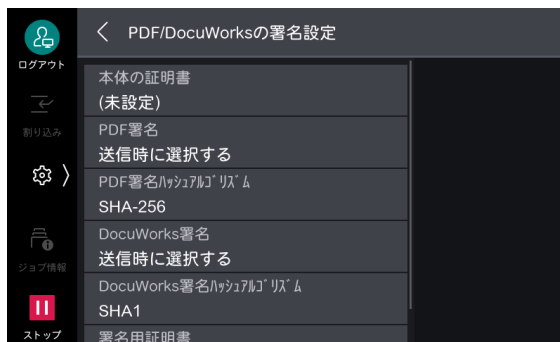 PDF/DocuWorksの署名設定
ログアウト
割り込み
ジョブ情報
ストップ
本体の証明書
(未設定)
PDF署名
送信時に選択する
PDF署名ﾊｯｼｭｱﾙｺﾞﾘｽﾞﾑ
SHA-256
DocuWorks署名
送信時に選択する
DocuWorks署名ﾊｯｼｭｱﾙｺﾞﾘｽﾞﾑ
SHA1
署名用証明書